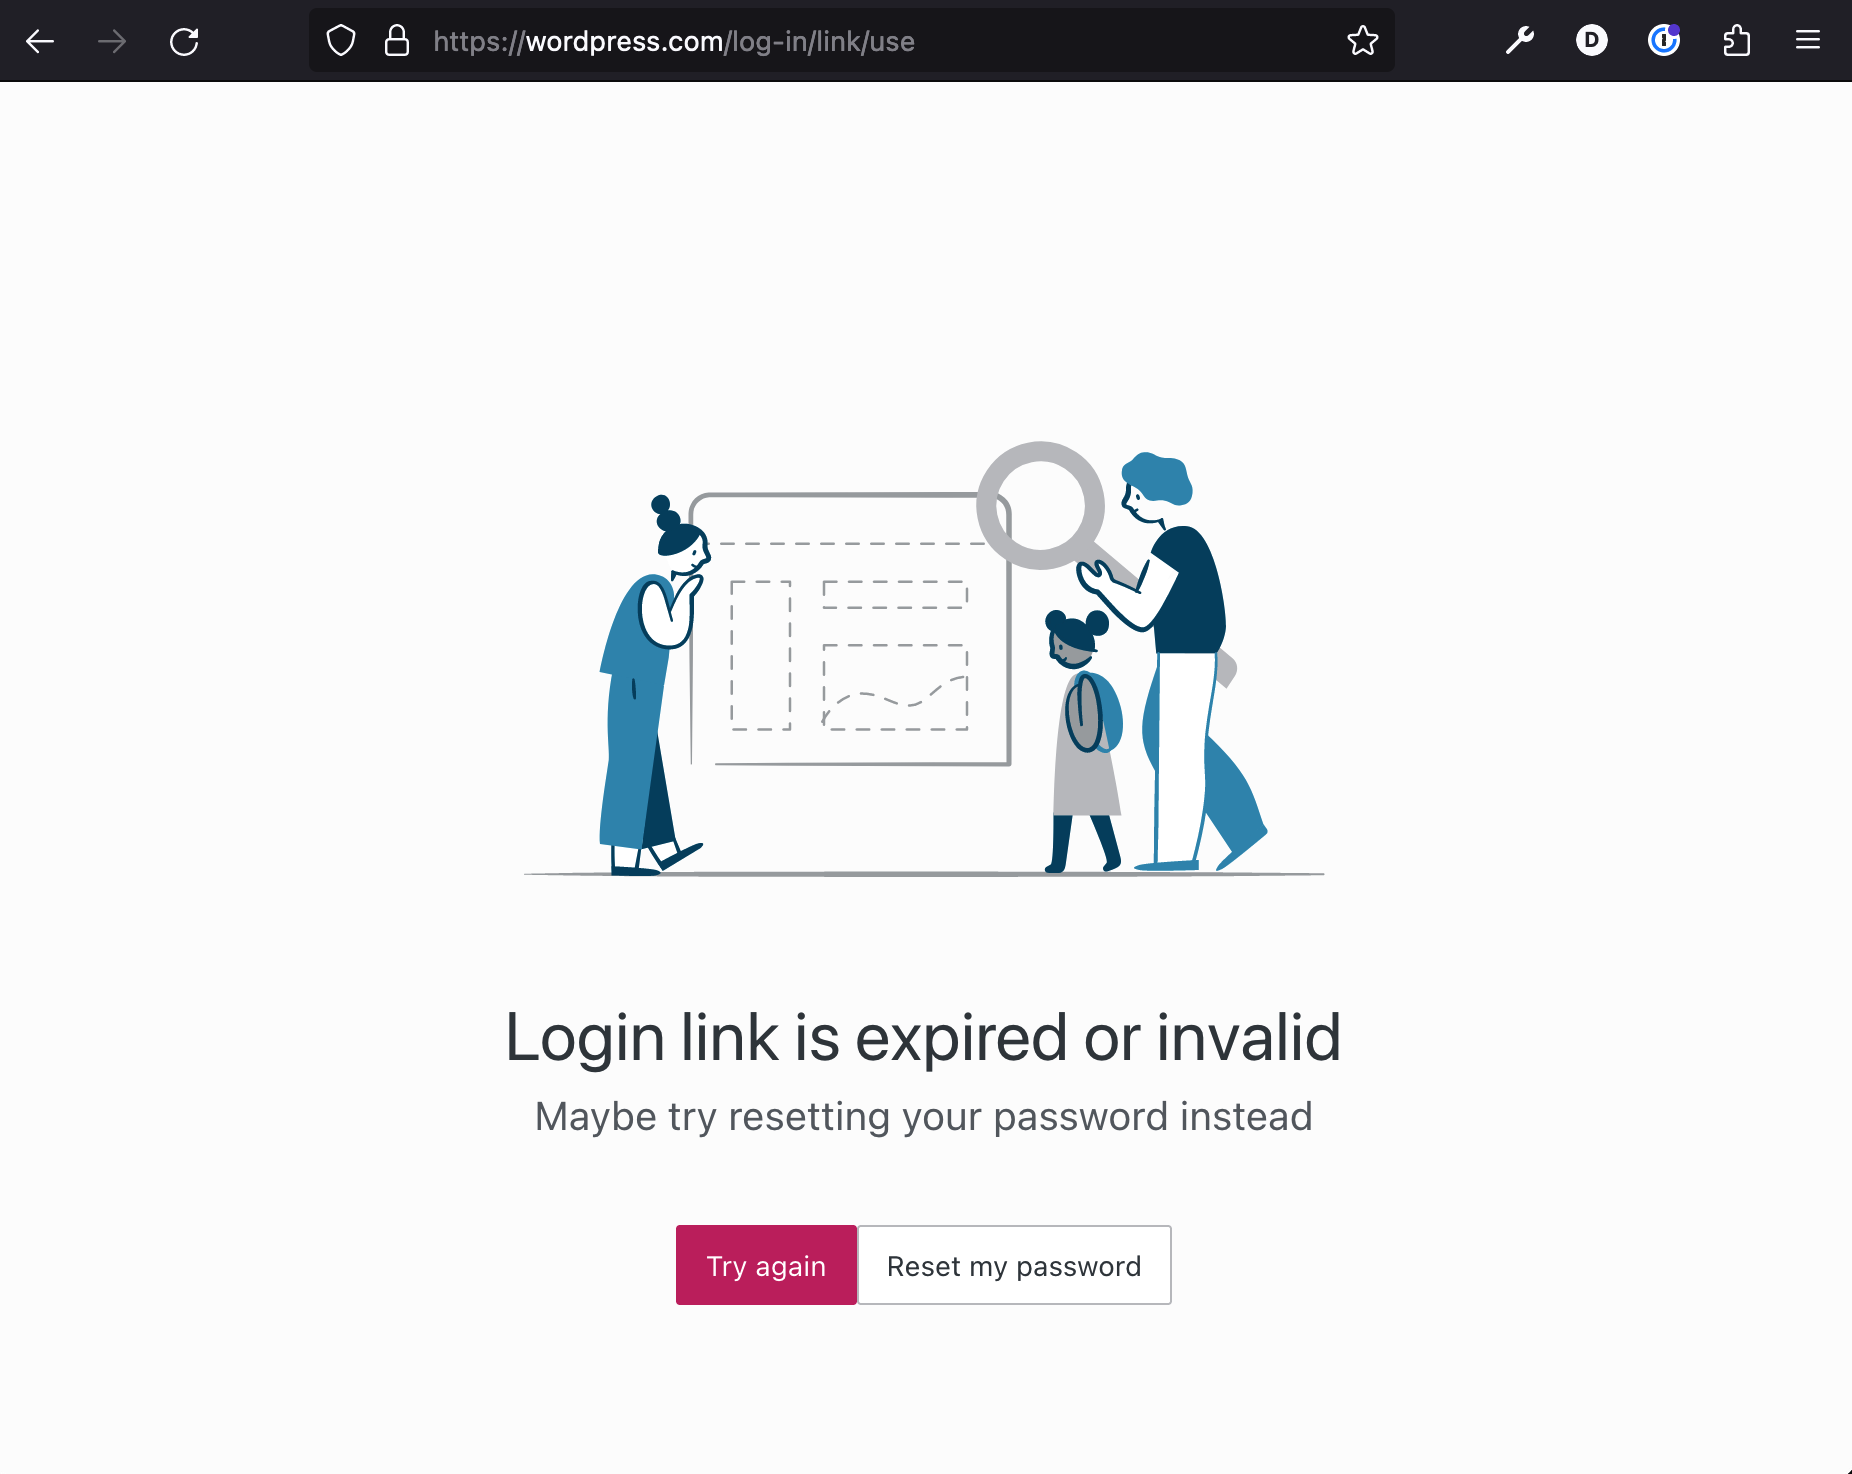 https://wordpress.com/log-in/link/use
D
Login link is expired or invalid
Maybe try resetting your password instead
Try again
Reset my password